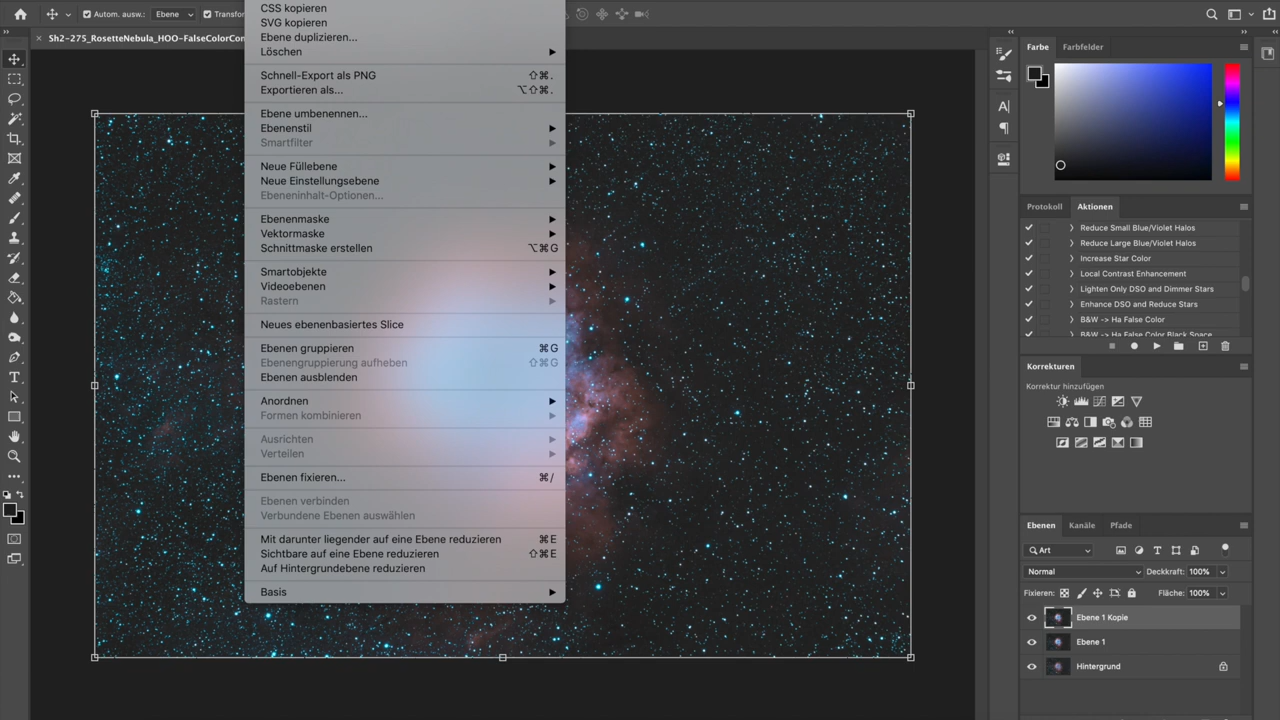 Autom. ausw.:
Ebene
Transfor
Sh2-275_RosetteNebula_HOO-FalseColorCon
CSS kopieren
SVG kopieren
Ebene duplizieren...
Löschen
Schnell-Export als PNG ⇧⌘.
Exportieren als... ⌥⇧⌘.
Ebene umbenennen...
Ebenenstil
Smartfilter
Neue Füllebene
Neue Einstellungsebene
Ebeneninhalt-Optionen...
Ebenenmaske
Vektormaske
Schnittmaske erstellen ⌥⌘G
Smartobjekte
Videoebenen
Rastern
Neues ebenenbasiertes Slice
Ebenen gruppieren ⌘G
Ebenengruppierung aufheben ⇧⌘G
Ebenen ausblenden
Anordnen
Formen kombinieren
Ausrichten
Verteilen
Ebenen fixieren... ⌘/
Ebenen verbinden
Verbundene Ebenen auswählen
Mit darunter liegender auf eine Ebene reduzieren ⌘E
Sichtbare auf eine Ebene reduzieren ⇧⌘E
Auf Hintergrundebene reduzieren
Basis
Farbe Farbfelder
Protokoll Aktionen
Reduce Small Blue/Violet Halos
Reduce Large Blue/Violet Halos
Increase Star Color
Local Contrast Enhancement
Lighten Only DSO and Dimmer Stars
Enhance DSO and Reduce Stars
B&W -> Ha False Color
B&W -> Ha False Color Black Space
Korrekturen
Korrektur hinzufügen
Ebenen Kanäle Pfade
Art
Normal Deckkraft: 100%
Fixieren: Fläche: 100%
Ebene 1 Kopie
Ebene 1
Hintergrund